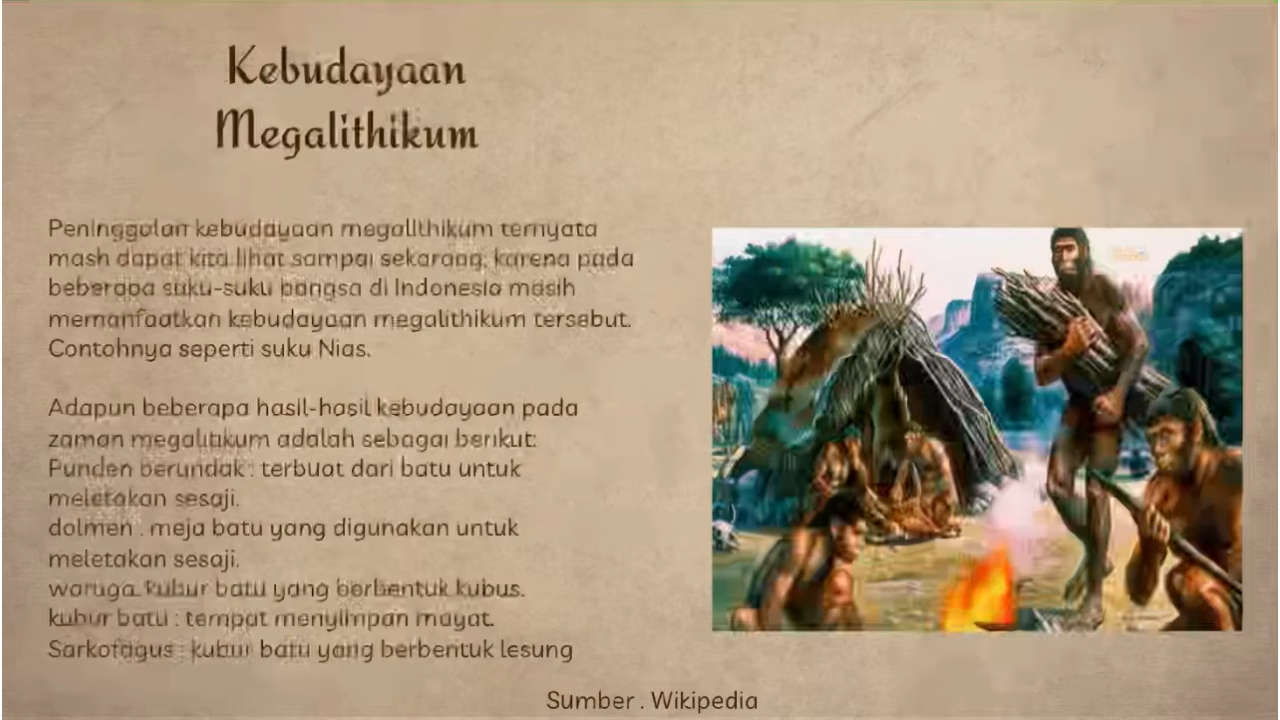 Kebudayaan
Megalithikum
Peninggalan kebudayaan megalithikum ternyata
mash dapat kita lihat sampai sekarang, karena pada
beberapa suku-suku bangsa di Indonesia masih
memanfaatkan kebudayaan megalithikum tersebut.
Contohnya seperti suku Nias.
Adapun beberapa hasil-hasil kebudayaan pada
zaman megalitikum adalah sebagai berikut:
Punden berundak : terbuat dari batu untuk
meletakan sesaji.
dolmen : meja batu yang digunakan untuk
meletakan sesaji.
waruga: kubur batu yang berbentuk kubus.
kubur batu : tempat menyimpan mayat.
Sarkofagus : kubur batu yang berbentuk lesung
Sumber : Wikipedia